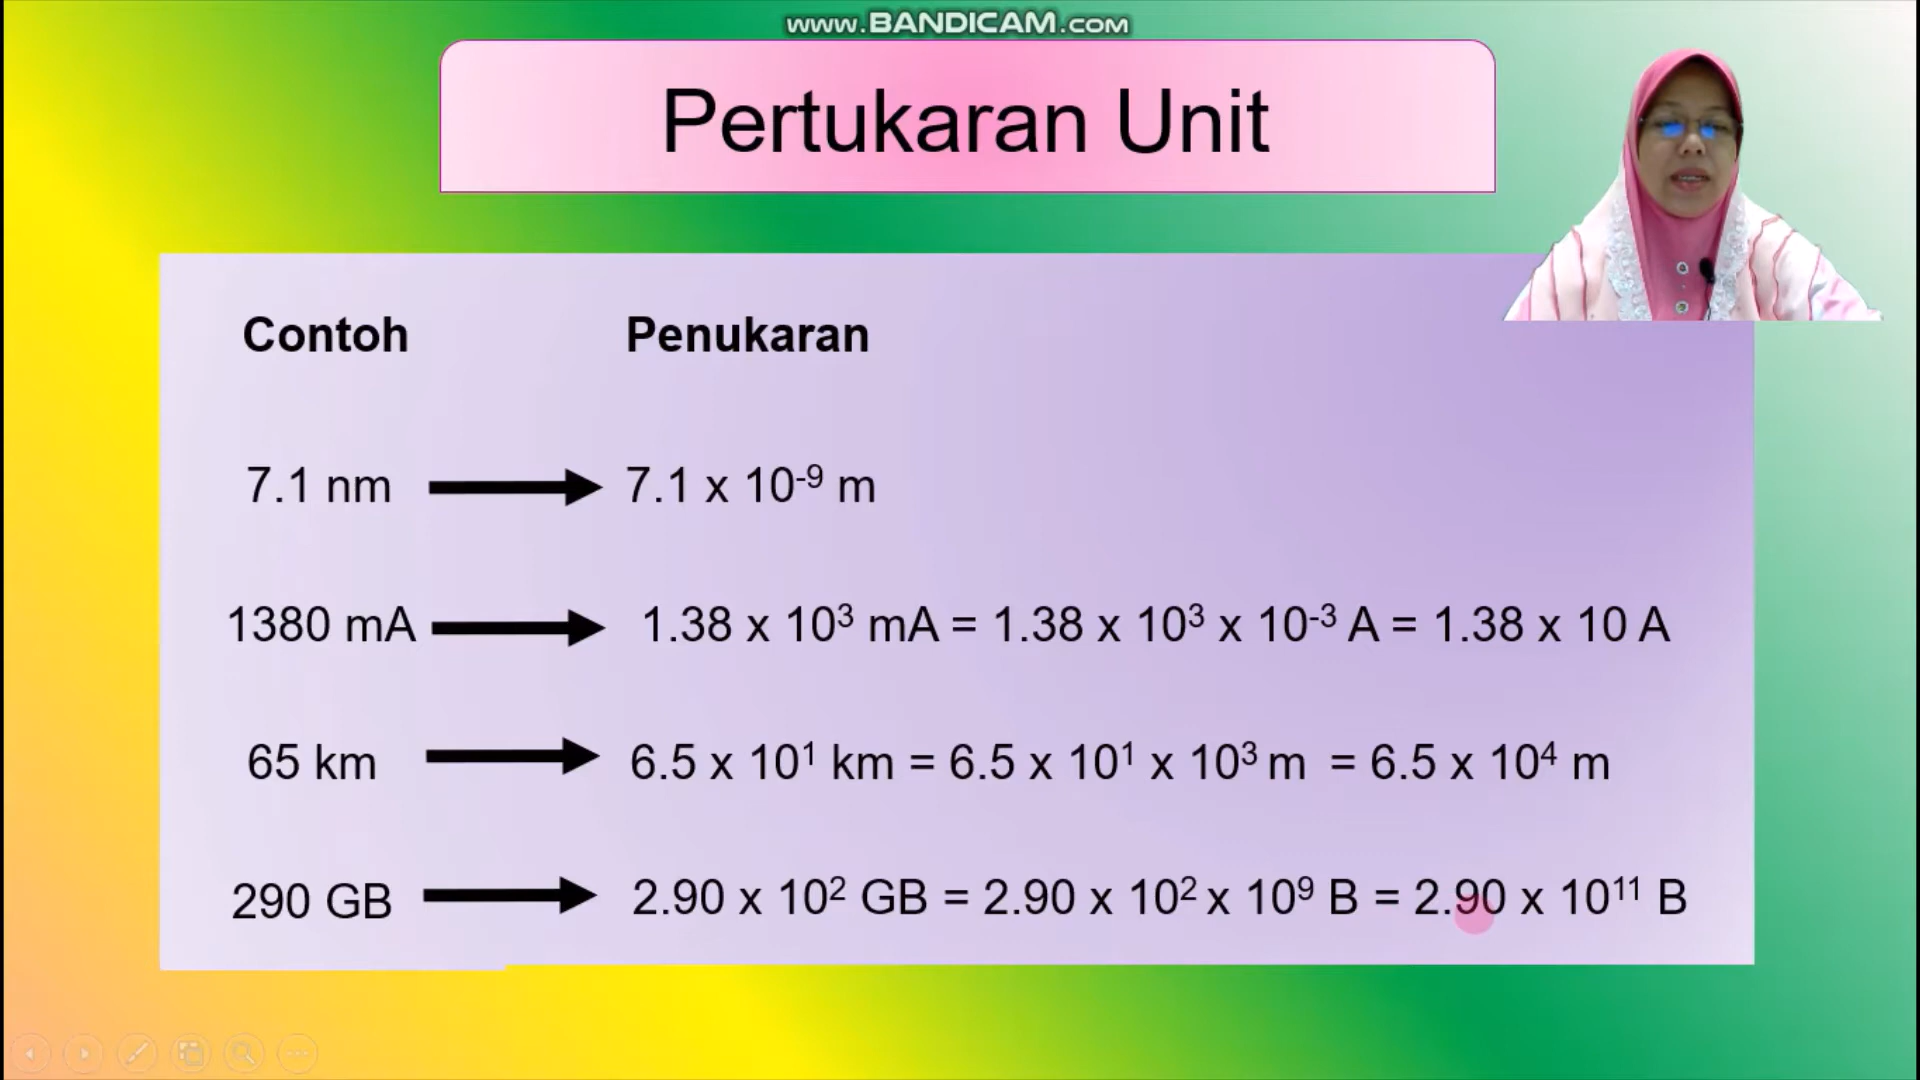 www.BANDICAM.com
Pertukaran Unit
Contoh Penukaran
7.1 nm 7.1 x 10⁻⁹ m
1380 mA 1.38 x 10³ mA = 1.38 x 10³ x 10⁻³ A = 1.38 x 10 A
65 km 6.5 x 10¹ km = 6.5 x 10¹ x 10³ m = 6.5 x 10⁴ m
290 GB 2.90 x 10² GB = 2.90 x 10² x 10⁹ B = 2.90 x 10¹¹ B